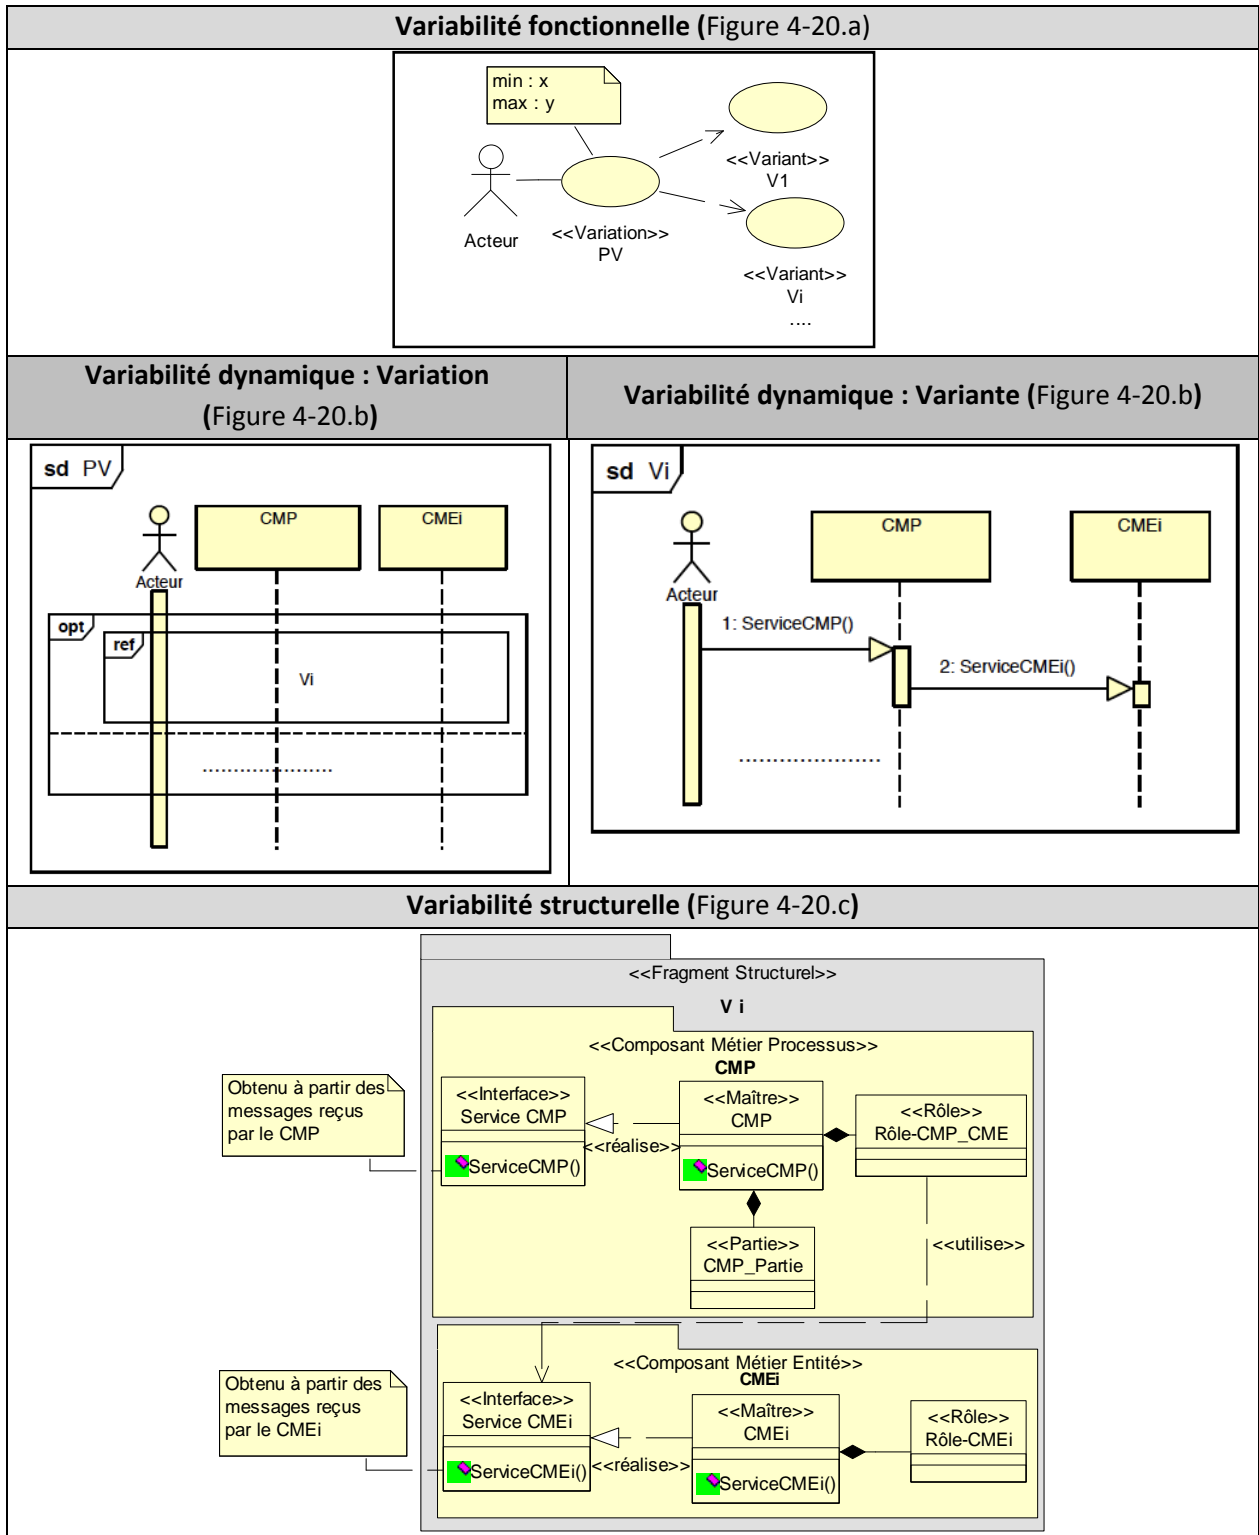 Variabilité fonctionnelle (Figure 4-20.a)
min : x
max : y
Acteur
<<Variation>>
PV
<<Variant>>
V1
<<Variant>>
Vi
....
Variabilité dynamique : Variation
(Figure 4-20.b)
Variabilité dynamique : Variante (Figure 4-20.b)
sd PV
Acteur
CMP
CMEi
opt
ref
Vi
.....................
sd Vi
Acteur
CMP
CMEi
1: ServiceCMP()
2: ServiceCMEi()
.....................
Variabilité structurelle (Figure 4-20.c)
<<Fragment Structurel>>
V i
<<Composant Métier Processus>>
CMP
Obtenu à partir des
messages reçus
par le CMP
<<Interface>>
Service CMP
ServiceCMP()
<<réalise>>
<<Maître>>
CMP
ServiceCMP()
<<Rôle>>
Rôle-CMP_CME
<<Partie>>
CMP_Partie
<<utilise>>
<<Composant Métier Entité>>
CMEi
Obtenu à partir des
messages reçus
par le CMEi
<<Interface>>
Service CMEi
ServiceCMEi()
<<réalise>>
<<Maître>>
CMEi
ServiceCMEi()
<<Rôle>>
Rôle-CMEi